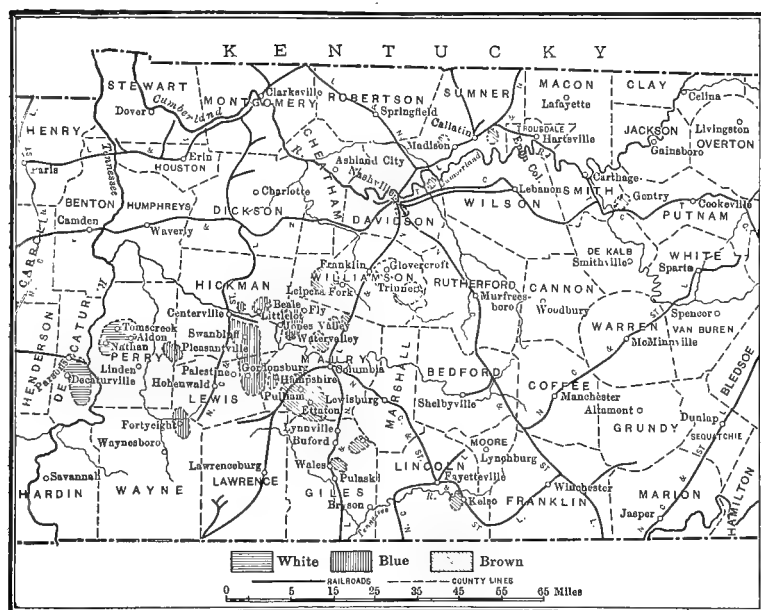 KENTUCKY
STEWART
MONTGOMERY
Clarksville
ROBERTSON
Springfield
SUMNER
MACON
Lafayette
CLAY
Celina
Dover
Cumberland
HENRY
Gallatin
TROUSDALE
Hartsville
JACKSON
Gainsboro
Livingston
OVERTON
Paris
Erin
HOUSTON
Tennessee
CHEATHAM
Ashland City
Nashville
Madison
Cumberland
R.
Carthage
BENTON
HUMPHREYS
Charlotte
DICKSON
Lebanon
SMITH
Gentry
Cookeville
PUTNAM
Camden
Waverly
DAVIDSON
WILSON
CARROLL
DE KALB
Smithville
WHITE
Sparta
HICKMAN
Franklin
Glovercroft
WILLIAMSON
Triune
Leipers Fork
RUTHERFORD
Murfrees-
boro
CANNON
Woodbury
Centerville
Beale
Fly
Littlelot
Jones Valley
Spencer
VAN BUREN
HENDERSON
DECATUR
Tomscreek
Aldon
Nathan
PERRY
Swanbluff
Pleasantville
Watervalley
WARREN
McMinnville
BLEDSOE
Parsons
Decaturville
Linden
Palestine
Hohenwald
LEWIS
Gordonsburg
Hampshire
MAURY
Columbia
MARSHALL
BEDFORD
Shelbyville
COFFEE
Manchester
Altamont
GRUNDY
Dunlap
SEQUATCHIE
Pulham
Ettaton
Lewisburg
Fortyeight
Waynesboro
Lynnville
Buford
MOORE
Lynchburg
Savannah
HARDIN
WAYNE
Lawrenceburg
LAWRENCE
Wales
Pulaski
GILES
Bryson
LINCOLN
Fayetteville
Kelso
Winchester
FRANKLIN
MARION
Jasper
HAMILTON
White
Blue
Brown
RAILROADS
COUNTY LINES
0 5 15 25 35 45 55 65 Miles